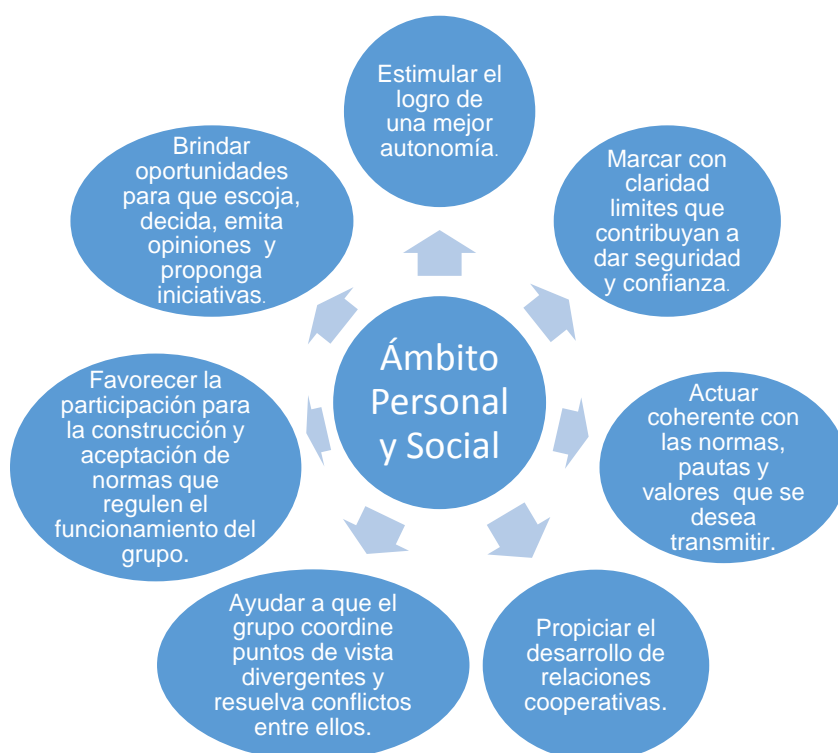 Estimular el
logro de
una mejor
autonomía.
Marcar con
claridad
limites que
contribuyan a
dar seguridad
y confianza.
Actuar
coherente con
las normas,
pautas y
valores que se
desea
transmitir.
Propiciar el
desarrollo de
relaciones
cooperativas.
Ayudar a que el
grupo coordine
puntos de vista
divergentes y
resuelva conflictos
entre ellos.
Favorecer la
participación para
la construcción y
aceptación de
normas que
regulen el
funcionamiento del
grupo.
Brindar
oportunidades
para que escoja,
decida, emita
opiniones y
proponga
iniciativas.
Ámbito
Personal
y Social